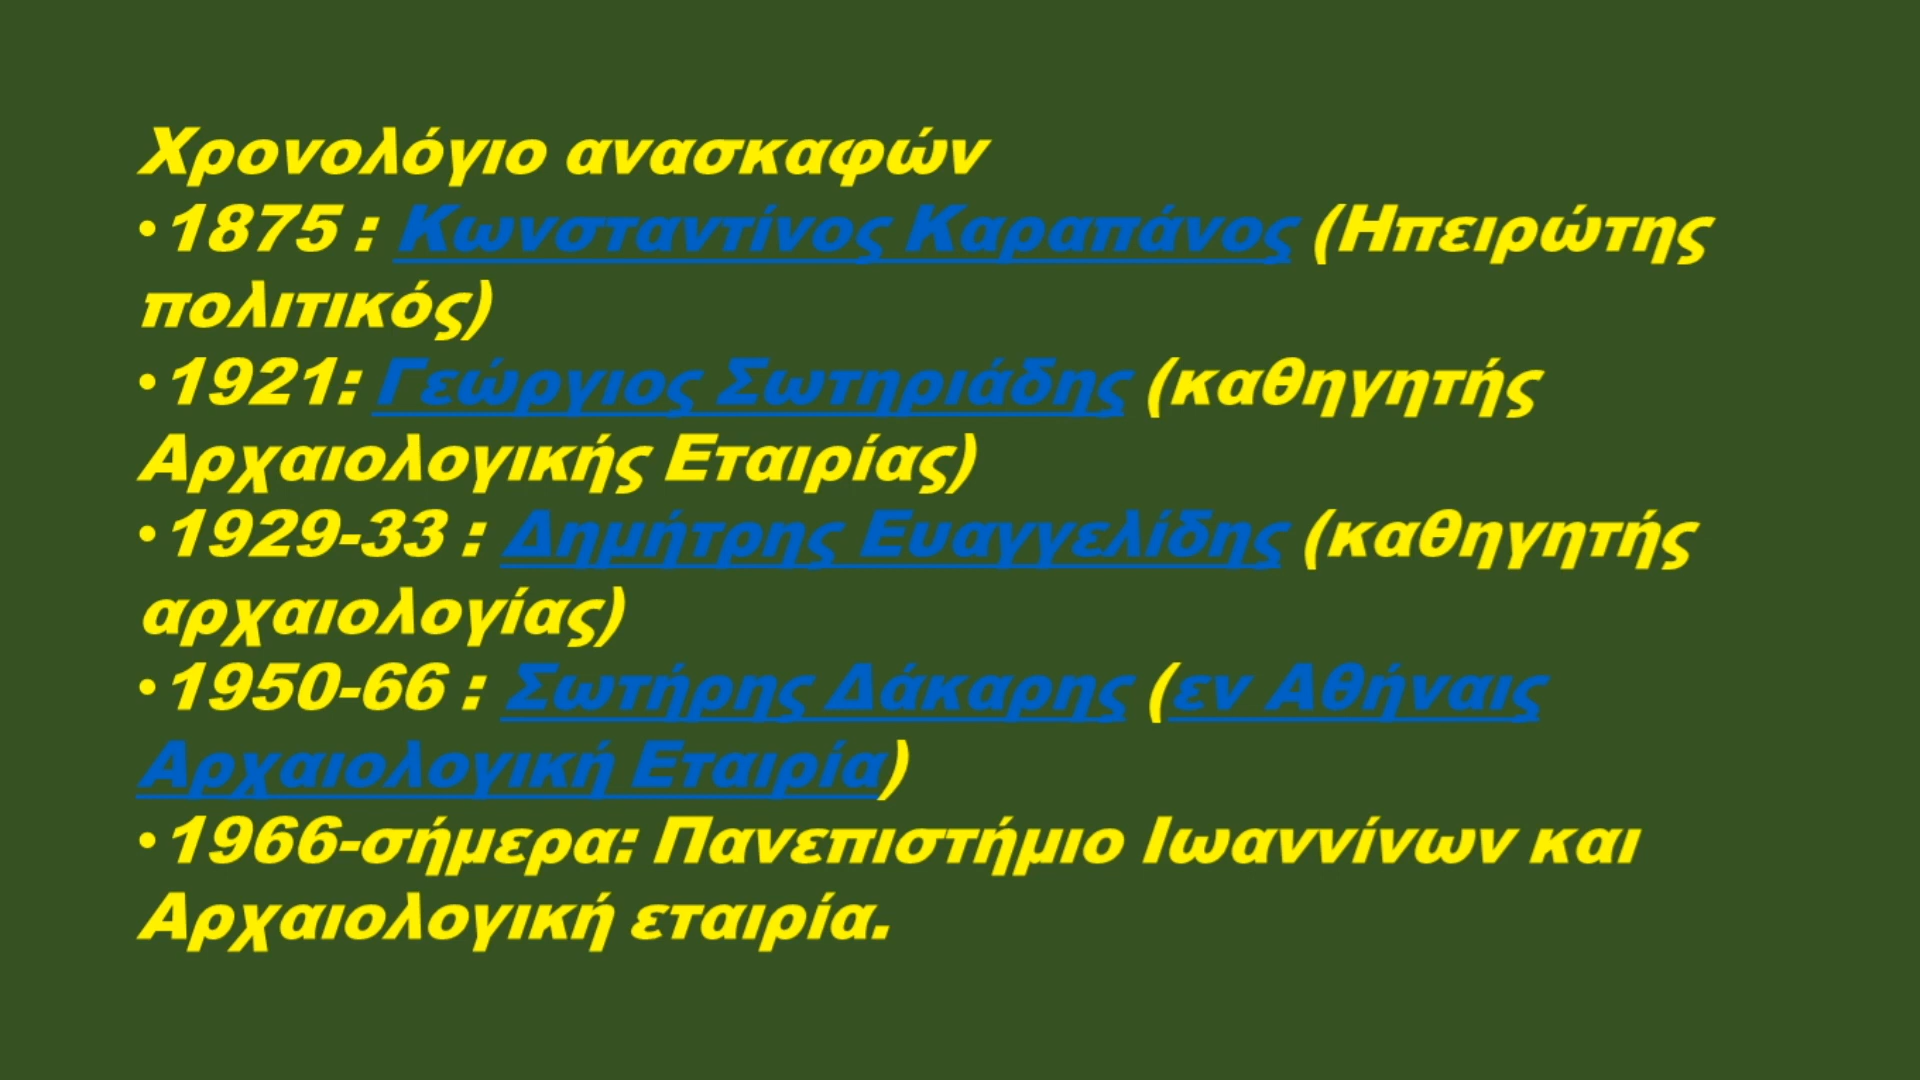 Χρονολόγιο ανασκαφών
•1875 : Κωνσταντίνος Καραπάνος (Ηπειρώτης
πολιτικός)
•1921: Γεώργιος Σωτηριάδης (καθηγητής
Αρχαιολογικής Εταιρίας)
•1929-33 : Δημήτρης Ευαγγελίδης (καθηγητής
αρχαιολογίας)
•1950-66 : Σωτήρης Δάκαρης (εν Αθήναις
Αρχαιολογική Εταιρία)
•1966-σήμερα: Πανεπιστήμιο Ιωαννίνων και
Αρχαιολογική εταιρία.